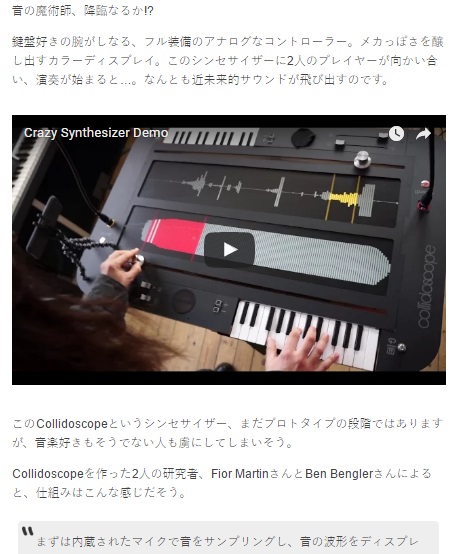 音の魔術師、降臨なるか!?
鍵盤好きの腕がしなる、フル装備のアナログなコントローラー。メカっぽさを醸
し出すカラーディスプレイ。このシンセサイザーに2人のプレイヤーが向かい合
い、演奏が始まると…。なんとも近未来的サウンドが飛び出すのです。
Crazy Synthesizer Demo
collidoscope
このCollidoscopeというシンセサイザー、まだプロトタイプの段階ではあります
が、音楽好きもそうでない人も虜にしてしまいそう。
Collidoscopeを作った2人の研究者、Fior MartinさんとBen Benglerさんによる
と、仕組みはこんな感じだそう。
まずは内蔵されたマイクで音をサンプリングし、音の波形をディスプレ